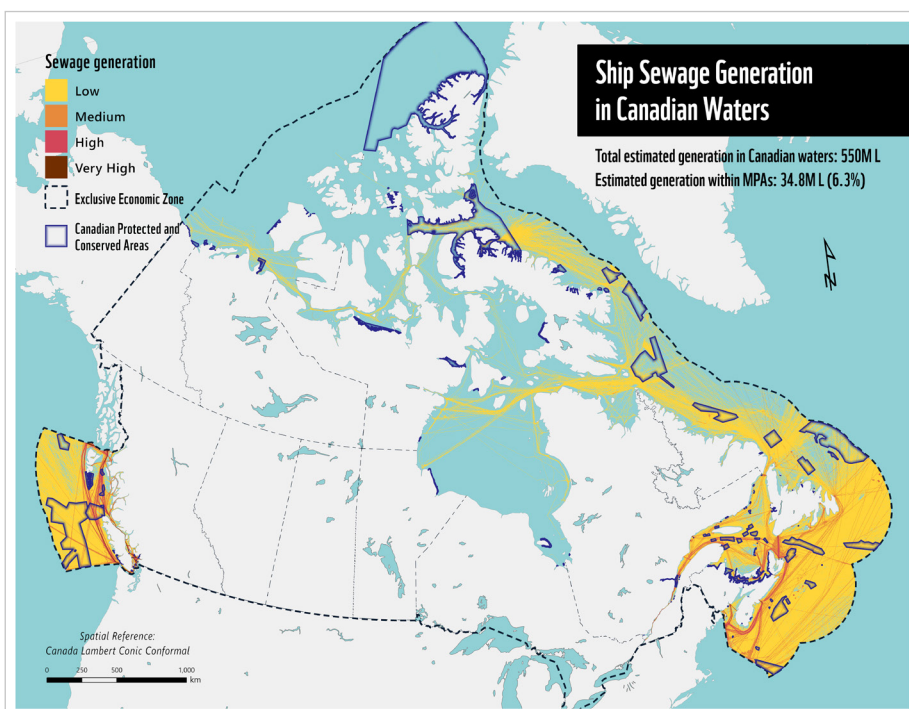 Sewage generation
Low
Medium
High
Very High
Exclusive Economic Zone
Canadian Protected and
Conserved Areas
Ship Sewage Generation
in Canadian Waters
Total estimated generation in Canadian waters: 550M L
Estimated generation within MPAs: 34.8M L (6.3%)
N
Spatial Reference:
Canada Lambert Conic Conformal
0 250 500 1,000
km